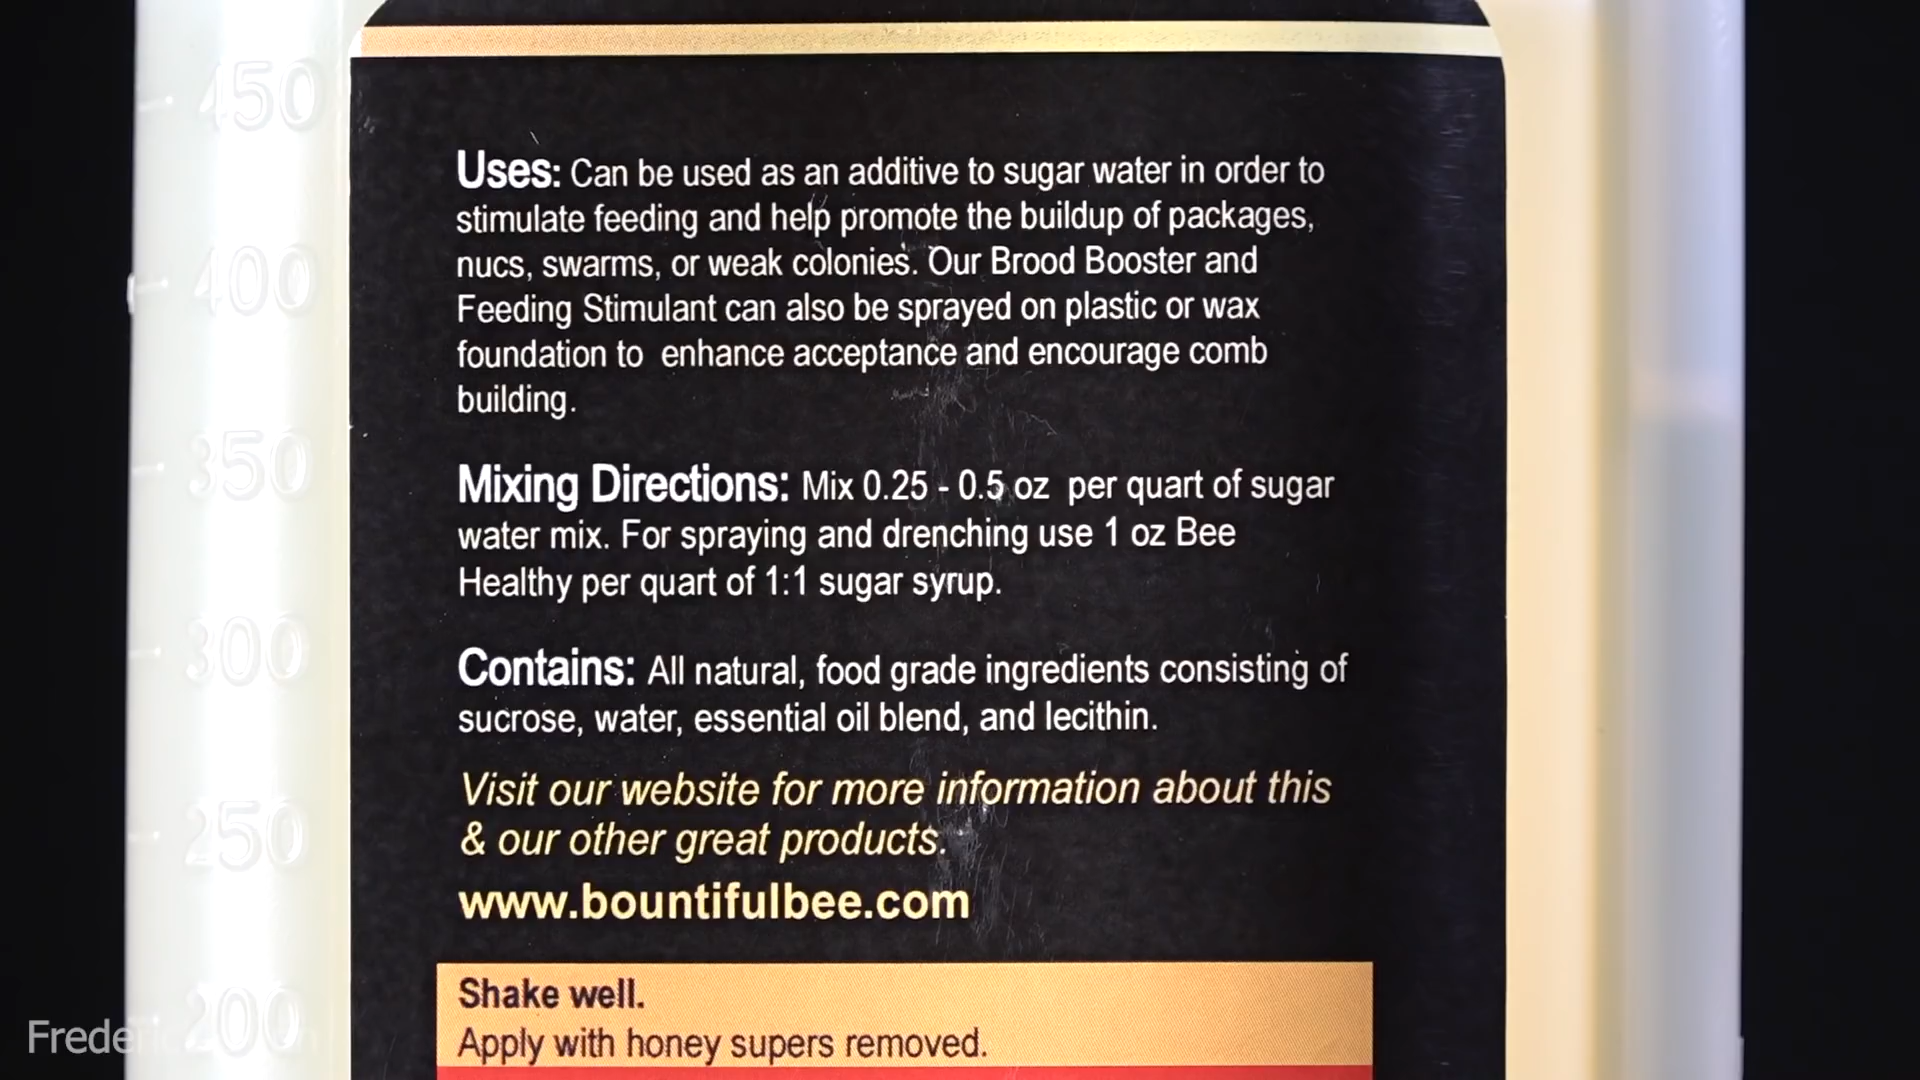 450
400
350
300
250
200
Uses: Can be used as an additive to sugar water in order to
stimulate feeding and help promote the buildup of packages,
nucs, swarms, or weak colonies. Our Brood Booster and
Feeding Stimulant can also be sprayed on plastic or wax
foundation to enhance acceptance and encourage comb
building.
Mixing Directions: Mix 0.25 - 0.5 oz per quart of sugar
water mix. For spraying and drenching use 1 oz Bee
Healthy per quart of 1:1 sugar syrup.
Contains: All natural, food grade ingredients consisting of
sucrose, water, essential oil blend, and lecithin.
Visit our website for more information about this
& our other great products.
www.bountifulbee.com
Shake well.
Apply with honey supers removed.